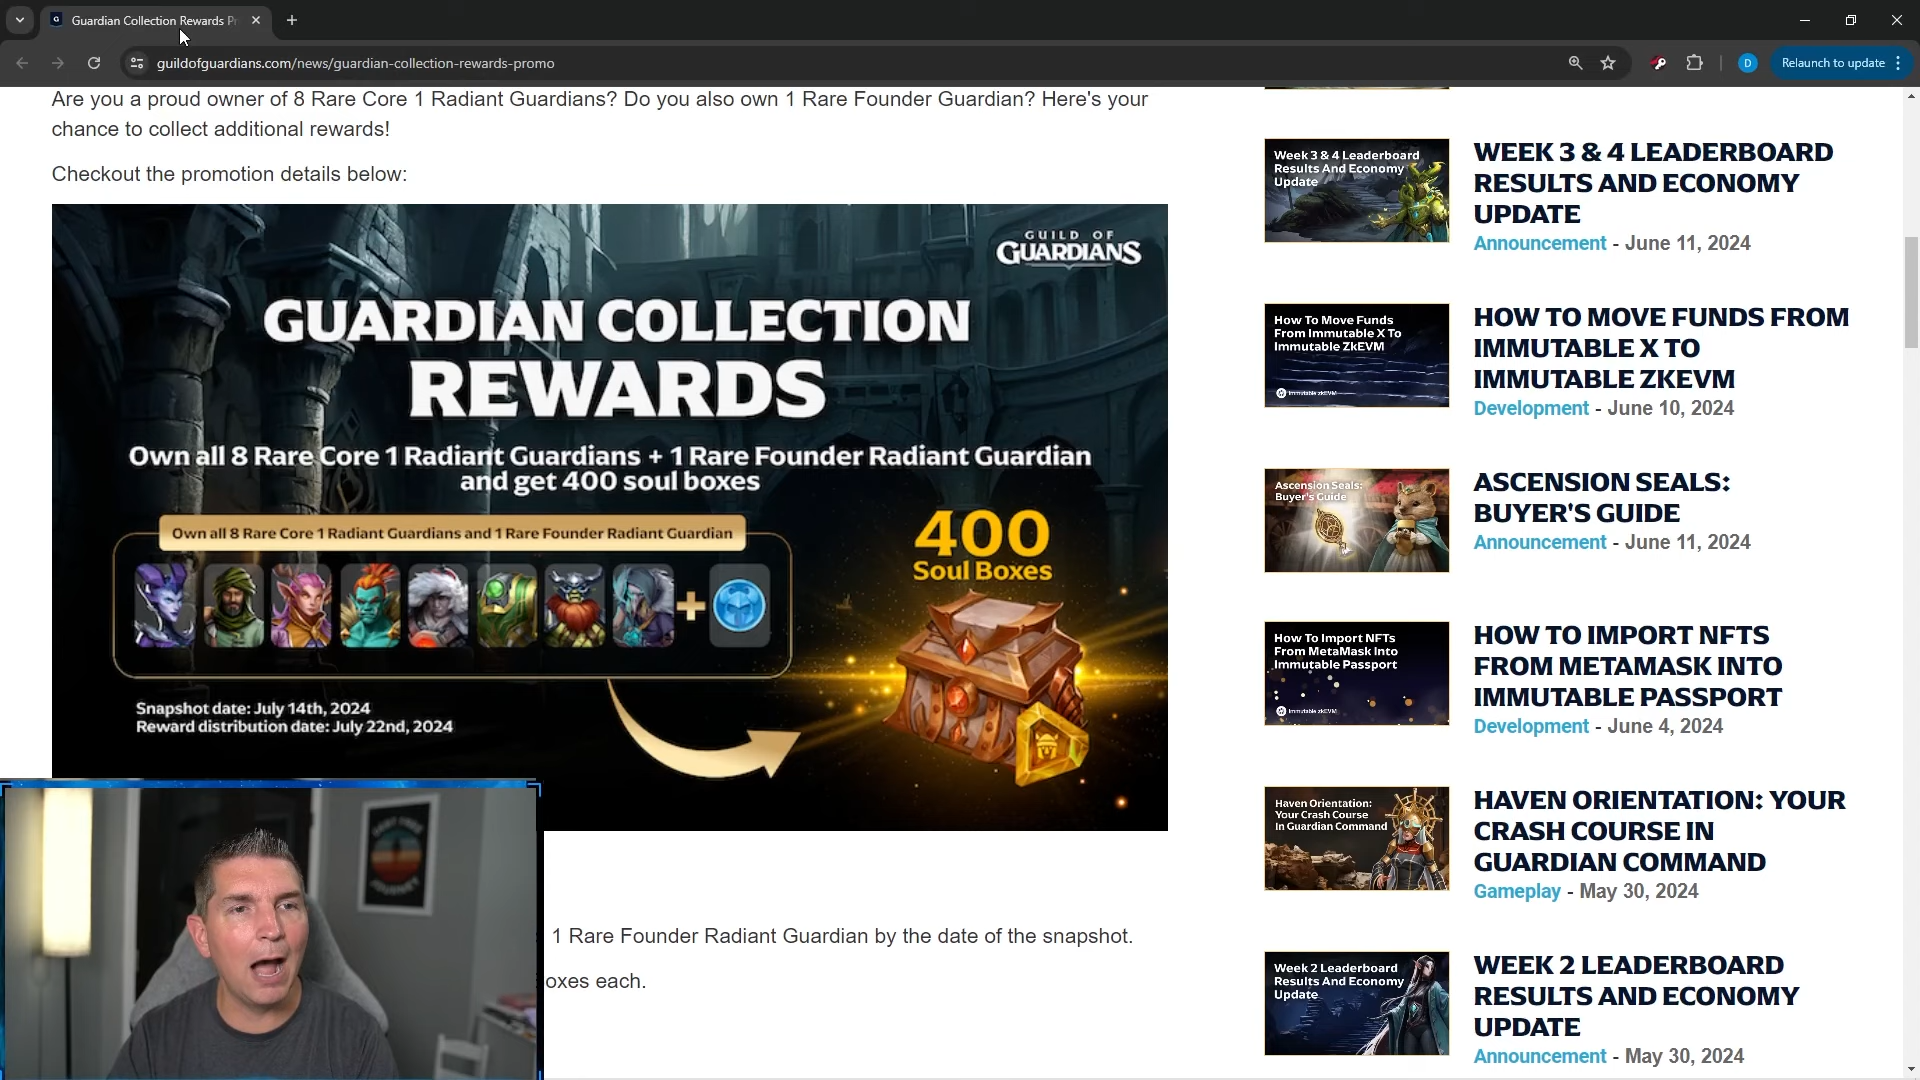 Guardian Collection Rewards Pr
guildofguardians.com/news/guardian-collection-rewards-promo
D
Relaunch to update
Are you a proud owner of 8 Rare Core 1 Radiant Guardians? Do you also own 1 Rare Founder Guardian? Here's your
chance to collect additional rewards!
Checkout the promotion details below:
GUILD OF
GUARDIANS
GUARDIAN COLLECTION
REWARDS
Own all 8 Rare Core 1 Radiant Guardians + 1 Rare Founder Radiant Guardian
and get 400 soul boxes
Own all 8 Rare Core 1 Radiant Guardians and 1 Rare Founder Radiant Guardian
400
Soul Boxes
Snapshot date: July 14th, 2024
Reward distribution date: July 22nd, 2024
1 Rare Founder Radiant Guardian by the date of the snapshot.
oxes each.
JOURNEY
Week 3 & 4 Leaderboard
Results And Economy
Update
WEEK 3 & 4 LEADERBOARD
RESULTS AND ECONOMY
UPDATE
Announcement - June 11, 2024
How To Move Funds
From Immutable X To
Immutable ZkEVM
Immutable zkEVM
HOW TO MOVE FUNDS FROM
IMMUTABLE X TO
IMMUTABLE ZKEVM
Development - June 10, 2024
Ascension Seals:
Buyer's Guide
ASCENSION SEALS:
BUYER'S GUIDE
Announcement - June 11, 2024
How To Import NFTs
From MetaMask Into
Immutable Passport
Immutable zkEVM
HOW TO IMPORT NFTS
FROM METAMASK INTO
IMMUTABLE PASSPORT
Development - June 4, 2024
Haven Orientation:
Your Crash Course
In Guardian Command
HAVEN ORIENTATION: YOUR
CRASH COURSE IN
GUARDIAN COMMAND
Gameplay - May 30, 2024
Week 2 Leaderboard
Results And Economy
Update
WEEK 2 LEADERBOARD
RESULTS AND ECONOMY
UPDATE
Announcement - May 30, 2024